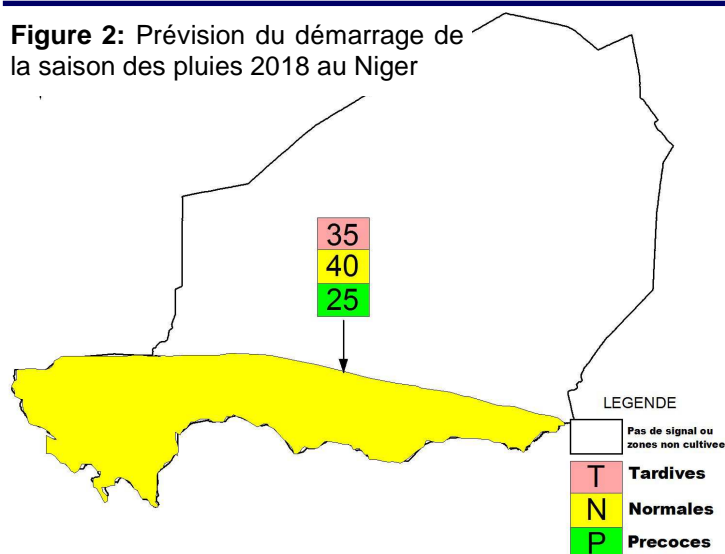 Figure 2: Prévision du démarrage de
la saison des pluies 2018 au Niger
35
40
25
LEGENDE
Pas de signal ou
zones non cultivee
T Tardives
N Normales
P Precoces